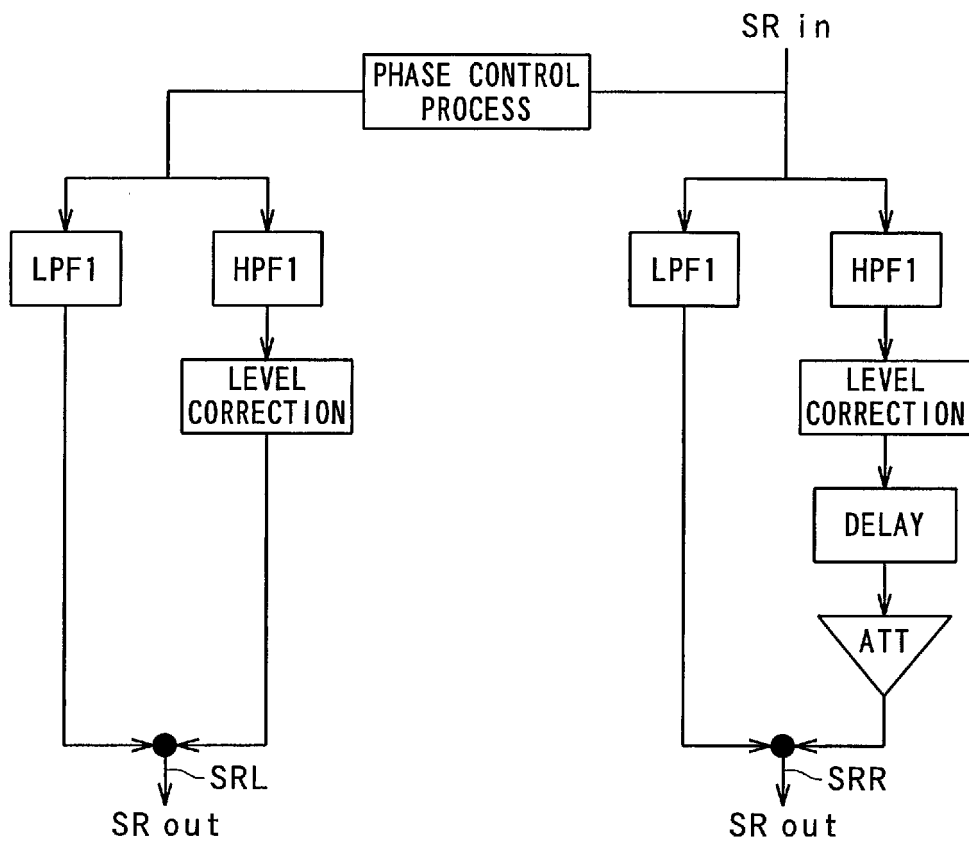 SR in
PHASE CONTROL
PROCESS
LPF1
HPF1
LPF1
HPF1
LEVEL
CORRECTION
LEVEL
CORRECTION
DELAY
ATT
SRL
SRR
SR out
SR out